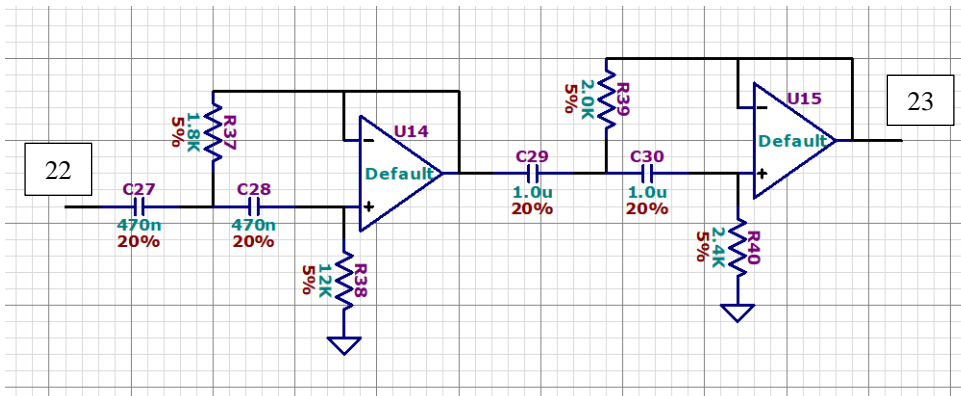 22
C27
470n
20%
R37
1.8K
5%
C28
470n
20%
U14
−
Default
+
R38
12K
5%
C29
1.0u
20%
R39
2.0K
5%
C30
1.0u
20%
U15
−
Default
+
R40
2.4K
5%
23